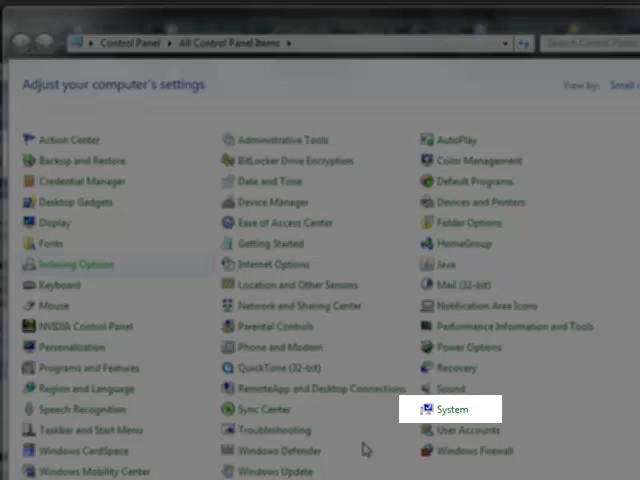 Control Panel ▸ All Control Panel Items ▸
Search Control Panel
Adjust your computer's settings
View by: Small i
Action Center
Administrative Tools
AutoPlay
Backup and Restore
BitLocker Drive Encryption
Color Management
Credential Manager
Date and Time
Default Programs
Desktop Gadgets
Device Manager
Devices and Printers
Display
Ease of Access Center
Folder Options
Fonts
Getting Started
HomeGroup
Indexing Options
Internet Options
Java
Keyboard
Location and Other Sensors
Mail (32-bit)
Mouse
Network and Sharing Center
Notification Area Icons
NVIDIA Control Panel
Parental Controls
Performance Information and Tools
Personalization
Phone and Modem
Power Options
Programs and Features
QuickTime (32-bit)
Recovery
Region and Language
RemoteApp and Desktop Connections
Sound
Speech Recognition
Sync Center
System
Taskbar and Start Menu
Troubleshooting
User Accounts
Windows CardSpace
Windows Defender
Windows Firewall
Windows Mobility Center
Windows Update